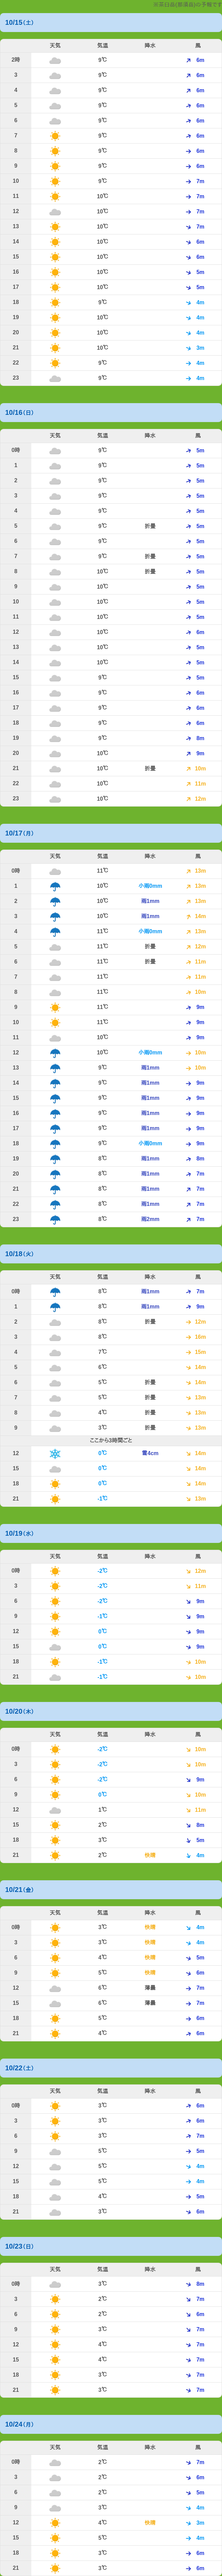 ※茶臼岳(那須岳)の予報です
10/15(土)
天気 気温 降水 風
2時 9℃ 6m
3 9℃ 6m
4 9℃ 6m
5 9℃ 6m
6 9℃ 6m
7 9℃ 6m
8 9℃ 6m
9 9℃ 6m
10 9℃ 7m
11 10℃ 7m
12 10℃ 7m
13 10℃ 7m
14 10℃ 6m
15 10℃ 6m
16 10℃ 5m
17 10℃ 5m
18 9℃ 4m
19 10℃ 4m
20 10℃ 4m
21 10℃ 3m
22 9℃ 4m
23 9℃ 4m
10/16(日)
天気 気温 降水 風
0時 9℃ 5m
1 9℃ 5m
2 9℃ 5m
3 9℃ 5m
4 9℃ 5m
5 9℃ 折曇 5m
6 9℃ 5m
7 9℃ 折曇 5m
8 10℃ 折曇 5m
9 10℃ 5m
10 10℃ 5m
11 10℃ 5m
12 10℃ 6m
13 10℃ 5m
14 10℃ 5m
15 9℃ 5m
16 9℃ 6m
17 9℃ 6m
18 9℃ 6m
19 9℃ 8m
20 10℃ 9m
21 10℃ 折曇 10m
22 10℃ 11m
23 10℃ 12m
10/17(月)
天気 気温 降水 風
0時 11℃ 13m
1 10℃ 小雨0mm 13m
2 10℃ 雨1mm 13m
3 10℃ 雨1mm 14m
4 11℃ 小雨0mm 13m
5 11℃ 折曇 12m
6 11℃ 折曇 11m
7 11℃ 11m
8 11℃ 10m
9 11℃ 9m
10 11℃ 9m
11 10℃ 9m
12 10℃ 小雨0mm 10m
13 9℃ 雨1mm 10m
14 9℃ 雨1mm 9m
15 9℃ 雨1mm 9m
16 9℃ 雨1mm 9m
17 9℃ 雨1mm 9m
18 9℃ 小雨0mm 9m
19 8℃ 雨1mm 8m
20 8℃ 雨1mm 7m
21 8℃ 雨1mm 7m
22 8℃ 雨1mm 7m
23 8℃ 雨2mm 7m
10/18(火)
天気 気温 降水 風
0時 8℃ 雨1mm 7m
1 8℃ 雨1mm 9m
2 8℃ 折曇 12m
3 8℃ 16m
4 7℃ 15m
5 6℃ 14m
6 5℃ 折曇 14m
7 5℃ 折曇 13m
8 4℃ 折曇 13m
9 3℃ 折曇 13m
ここから3時間ごと
12 0℃ 雪4cm 14m
15 0℃ 14m
18 0℃ 14m
21 -1℃ 13m
10/19(水)
天気 気温 降水 風
0時 -2℃ 12m
3 -2℃ 11m
6 -2℃ 9m
9 -1℃ 9m
12 0℃ 9m
15 0℃ 9m
18 -1℃ 10m
21 -1℃ 10m
10/20(木)
天気 気温 降水 風
0時 -2℃ 10m
3 -2℃ 10m
6 -2℃ 9m
9 0℃ 10m
12 1℃ 11m
15 2℃ 8m
18 3℃ 5m
21 2℃ 快晴 4m
10/21(金)
天気 気温 降水 風
0時 3℃ 快晴 4m
3 3℃ 快晴 4m
6 4℃ 快晴 5m
9 5℃ 快晴 6m
12 6℃ 薄曇 7m
15 6℃ 薄曇 7m
18 5℃ 6m
21 4℃ 6m
10/22(土)
天気 気温 降水 風
0時 3℃ 6m
3 3℃ 6m
6 3℃ 7m
9 5℃ 5m
12 5℃ 4m
15 5℃ 4m
18 4℃ 5m
21 3℃ 6m
10/23(日)
天気 気温 降水 風
0時 3℃ 8m
3 2℃ 7m
6 2℃ 6m
9 3℃ 7m
12 4℃ 7m
15 4℃ 7m
18 3℃ 7m
21 3℃ 7m
10/24(月)
天気 気温 降水 風
0時 2℃ 7m
3 2℃ 6m
6 2℃ 5m
9 3℃ 4m
12 4℃ 快晴 3m
15 5℃ 4m
18 3℃ 6m
21 3℃ 6m